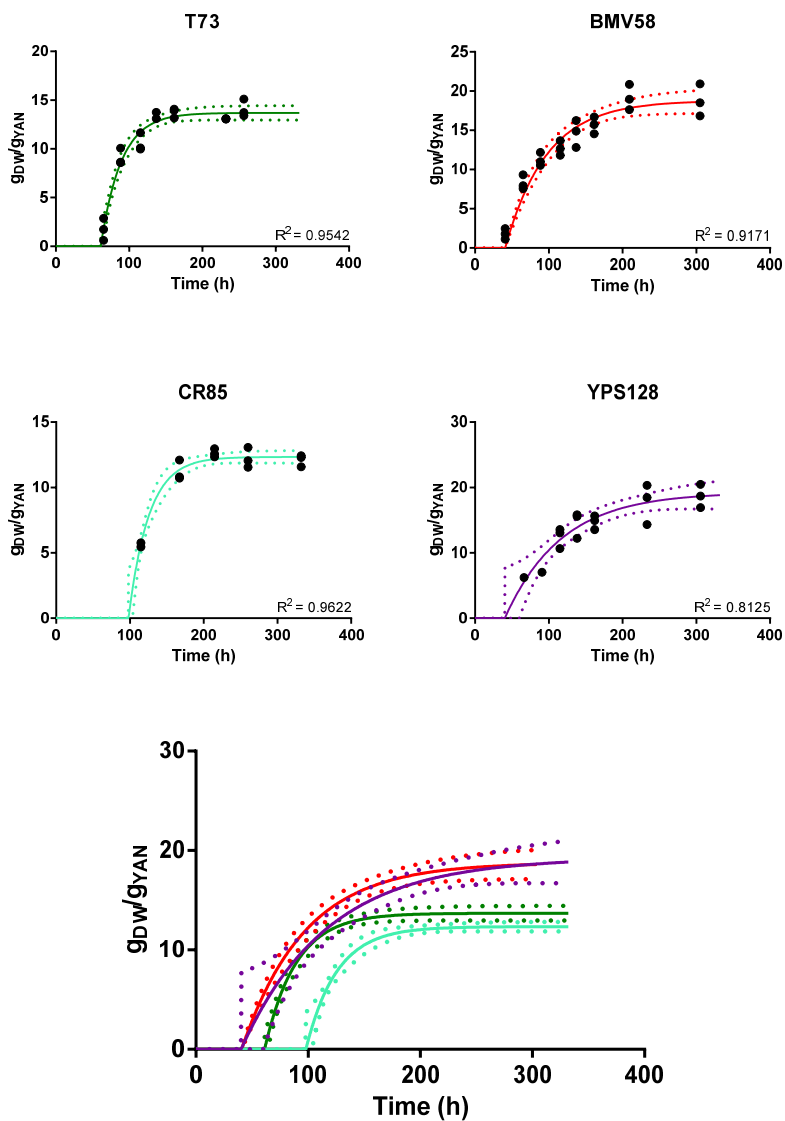 T73
20
15
10
5
0
0 100 200 300 400
gDW/gYAN
Time (h)
R2 = 0.9542
BMV58
25
20
15
10
5
0
0 100 200 300 400
gDW/gYAN
Time (h)
R2 = 0.9171
CR85
15
10
5
0
0 100 200 300 400
gDW/gYAN
Time (h)
R2 = 0.9622
YPS128
30
20
10
0
0 100 200 300 400
gDW/gYAN
Time (h)
R2 = 0.8125
30
20
10
0
0 100 200 300 400
gDW/gYAN
Time (h)